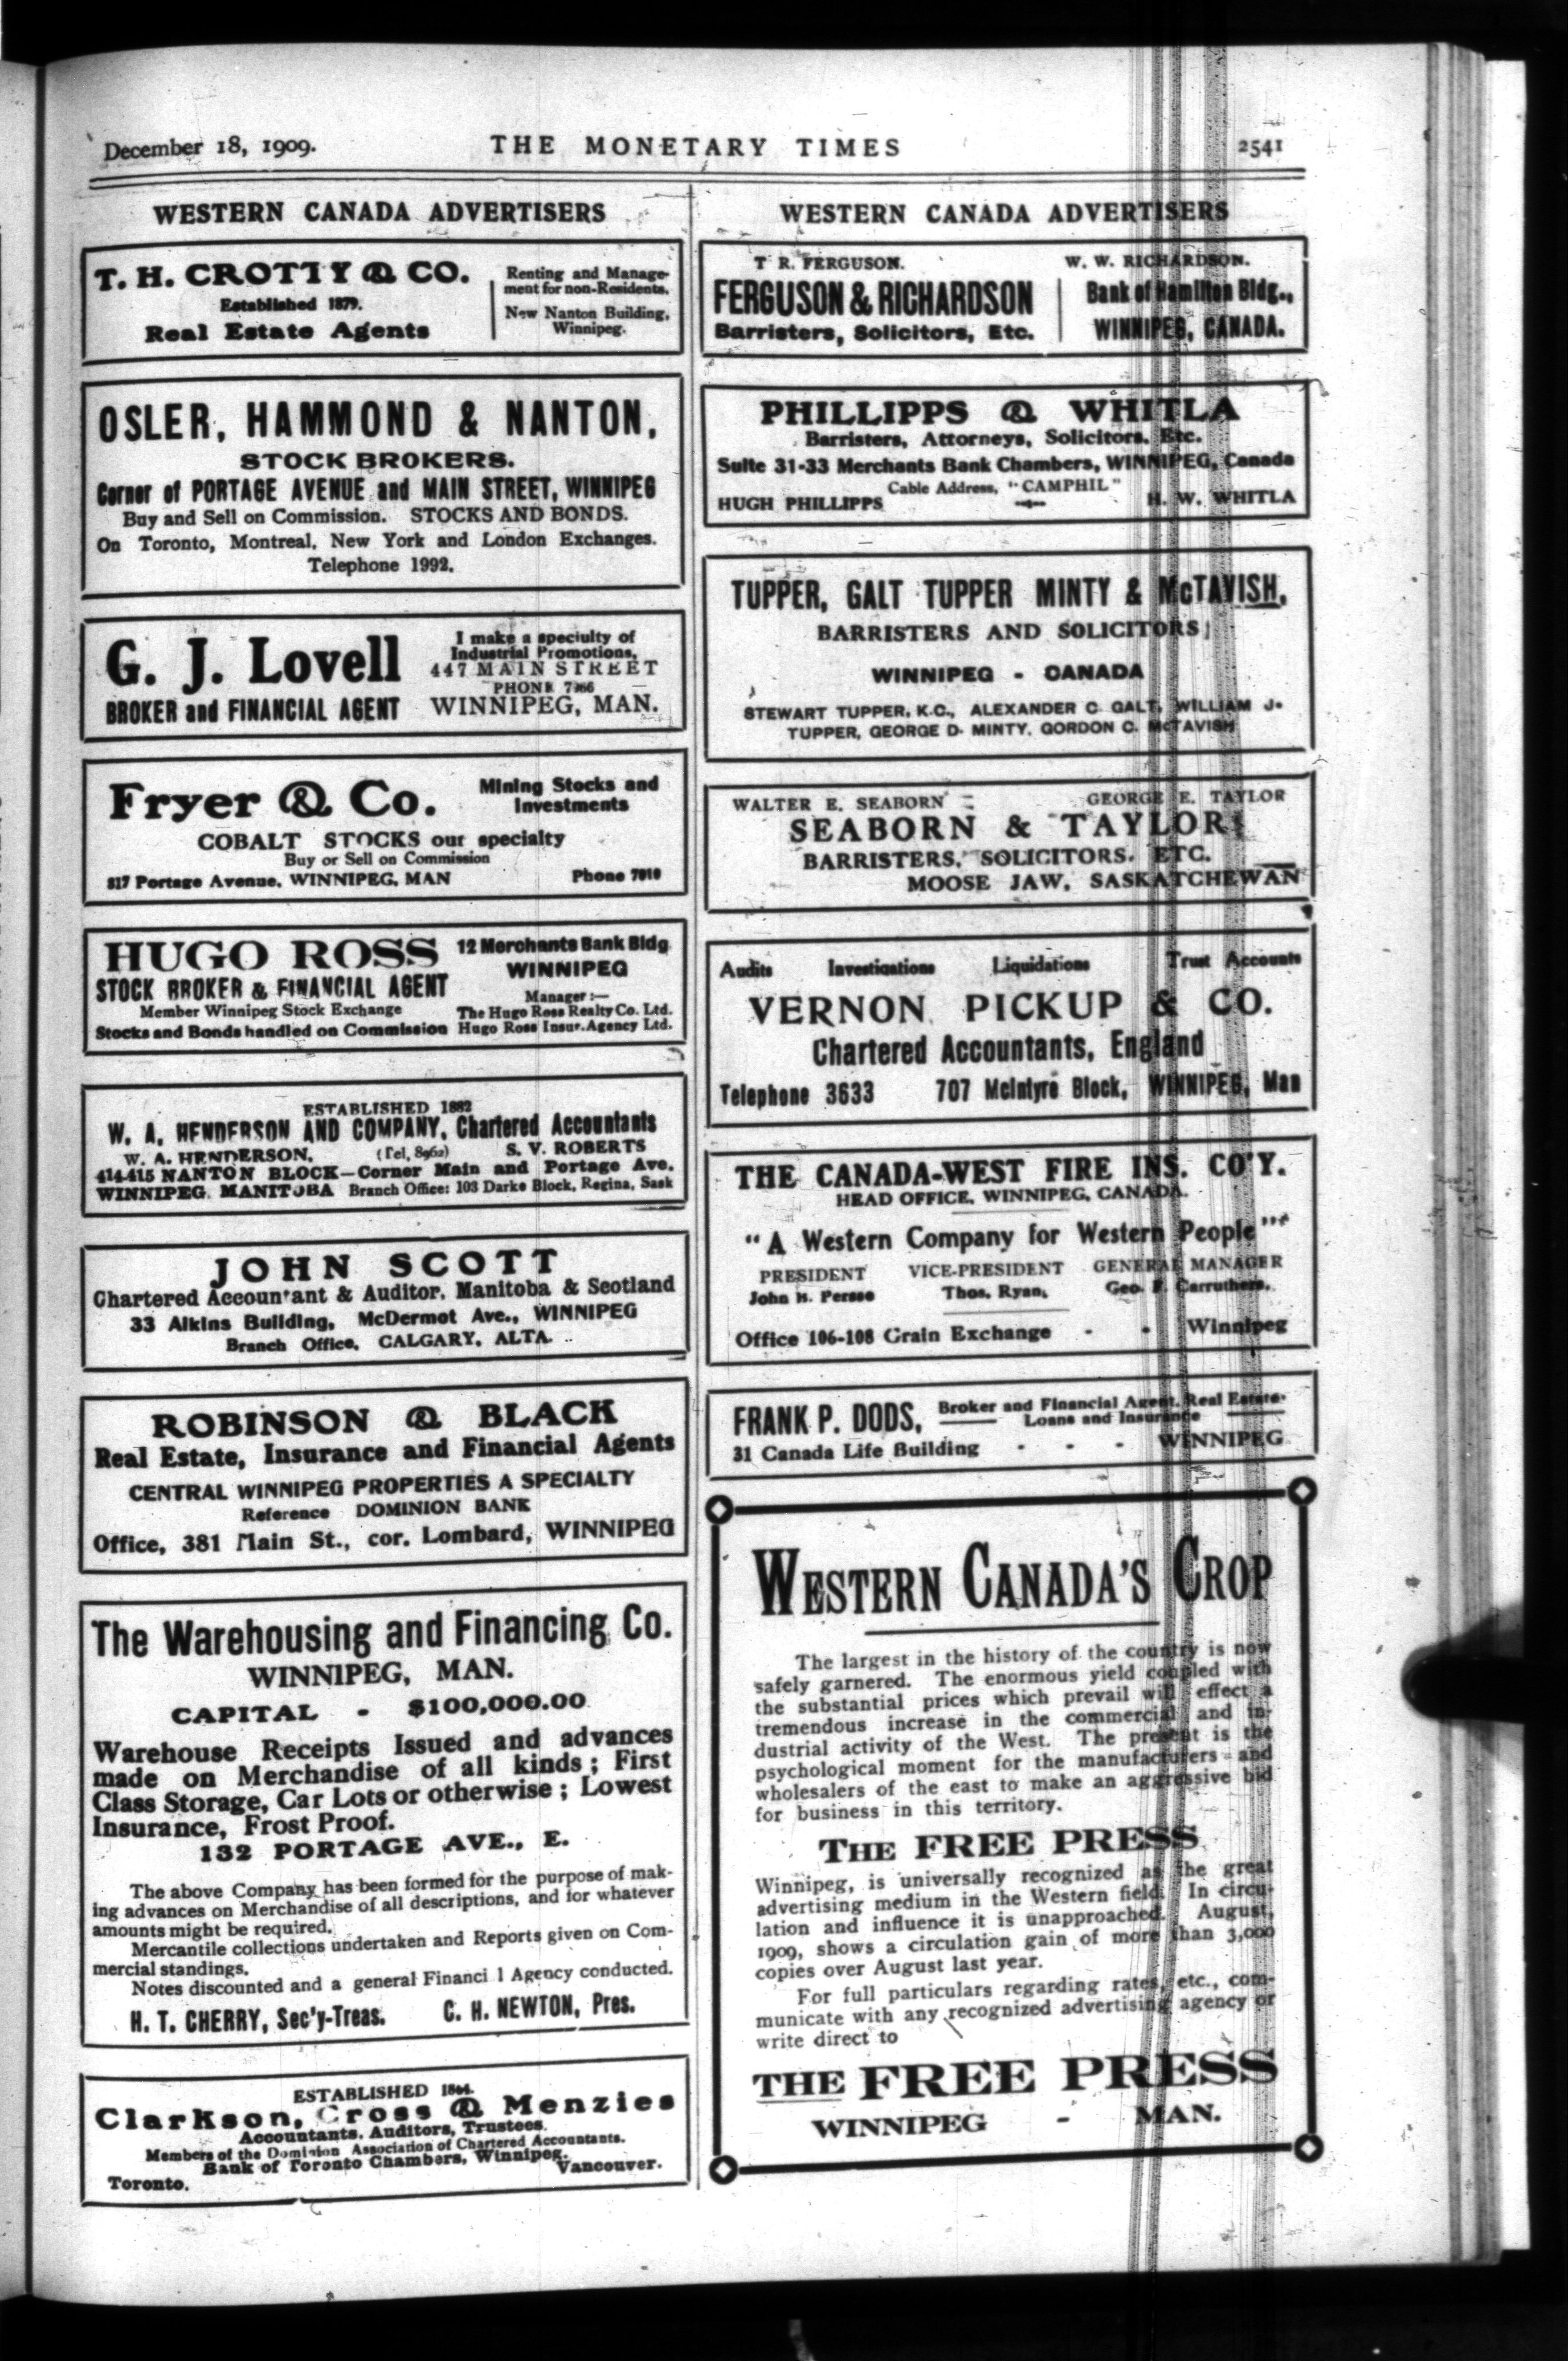 December 18, 1909.
THE MONETARY TIMES
2541
WESTERN CANADA ADVERTISERS
T. H. CROTTY & CO.
Established 1879.
Real Estate Agents
Renting and Manage-
ment for non-Residents.
New Nanton Building,
Winnipeg.
OSLER, HAMMOND & NANTON,
STOCK BROKERS.
Corner of PORTAGE AVENUE and MAIN STREET, WINNIPEG
Buy and Sell on Commission. STOCKS AND BONDS.
On Toronto, Montreal, New York and London Exchanges.
Telephone 1992.
G. J. Lovell
BROKER and FINANCIAL AGENT
I make a speciulty of
Industrial Promotions,
447 MAIN STREET
PHONE
WINNIPEG, MAN.
Fryer & Co.
Mining Stocks and
Investments
COBALT STOCKS our specialty
Buy or Sell on Commission
317 Portage Avenue, WINNIPEG, MAN
Phone 7010
HUGO ROSS
STOCK BROKER & FINANCIAL AGENT
Member Winnipeg Stock Exchange
Stocks and Bonds handled on Commission
12 Merchants Bank Bldg
WINNIPEG
Manager:—
The Hugo Ross Realty Co. Ltd.
Hugo Ross Insur. Agency Ltd.
ESTABLISHED 1882
W. A. HENDERSON AND COMPANY, Chartered Accountants
W. A. HENDERSON, (Tel, 8962) S. V. ROBERTS
414-415 NANTON BLOCK—Corner Main and Portage Ave.
WINNIPEG, MANITOBA Branch Office: 103 Darke Block, Regina, Sask
JOHN SCOTT
Chartered Accountant & Auditor, Manitoba & Scotland
33 Aikins Building, McDermot Ave., WINNIPEG
Branch Office, CALGARY, ALTA.
ROBINSON & BLACK
Real Estate, Insurance and Financial Agents
CENTRAL WINNIPEG PROPERTIES A SPECIALTY
Reference DOMINION BANK
Office, 381 Main St., cor. Lombard, WINNIPEG
The Warehousing and Financing Co.
WINNIPEG, MAN.
CAPITAL - $100,000.00
Warehouse Receipts Issued and advances
made on Merchandise of all kinds; First
Class Storage, Car Lots or otherwise; Lowest
Insurance, Frost Proof.
132 PORTAGE AVE., E.
The above Company has been formed for the purpose of mak-
ing advances on Merchandise of all descriptions, and for whatever
amounts might be required.
Mercantile collections undertaken and Reports given on Com-
mercial standings.
Notes discounted and a general Financi l Agency conducted.
H. T. CHERRY, Sec'y-Treas. C. H. NEWTON, Pres.
ESTABLISHED 1864.
Clarkson, Cross & Menzies
Accountants, Auditors, Trustees.
Members of the Dominion Association of Chartered Accountants.
Bank of Toronto Chambers, Winnipeg.
Toronto. Vancouver.
WESTERN CANADA ADVERTISERS
T R. FERGUSON. W. W. RICHARDSON.
FERGUSON & RICHARDSON
Barristers, Solicitors, Etc.
Bank of Hamilton Bldg.,
WINNIPEG, CANADA.
PHILLIPPS & WHITLA
Barristers, Attorneys, Solicitors, Etc.
Suite 31-33 Merchants Bank Chambers, WINNIPEG, Canada
Cable Address, "CAMPHIL"
HUGH PHILLIPPS H. W. WHITLA
TUPPER, GALT TUPPER MINTY & McTAVISH,
BARRISTERS AND SOLICITORS
WINNIPEG - CANADA
STEWART TUPPER, K.C., ALEXANDER C. GALT, WILLIAM J.
TUPPER, GEORGE D. MINTY, GORDON C. McTAVISH
WALTER E. SEABORN GEORGE E. TAYLOR
SEABORN & TAYLOR
BARRISTERS, SOLICITORS, ETC.
MOOSE JAW, SASKATCHEWAN
Audits Investigations Liquidations Trust Accounts
VERNON PICKUP & CO.
Chartered Accountants, England
Telephone 3633 707 McIntyre Block, WINNIPEG, Man
THE CANADA-WEST FIRE INS. CO'Y.
HEAD OFFICE, WINNIPEG, CANADA.
"A Western Company for Western People"
PRESIDENT VICE-PRESIDENT GENERAL MANAGER
John H. Persse Thos. Ryan, Geo. F. Carruthers.
Office 106-108 Grain Exchange - - Winnipeg
FRANK P. DODS, Broker and Financial Agent, Real Estate
Loans and Insurance
31 Canada Life Building - - - WINNIPEG
WESTERN CANADA'S CROP
The largest in the history of the country is now
safely garnered. The enormous yield coupled with
the substantial prices which prevail will effect a
tremendous increase in the commercial and in-
dustrial activity of the West. The present is the
psychological moment for the manufacturers and
wholesalers of the east to make an aggressive bid
for business in this territory.
THE FREE PRESS
Winnipeg, is universally recognized as the great
advertising medium in the Western field. In circu-
lation and influence it is unapproached. August,
1909, shows a circulation gain of more than 3,000
copies over August last year.
For full particulars regarding rates, etc., com-
municate with any recognized advertising agency or
write direct to
THE FREE PRESS
WINNIPEG - MAN.